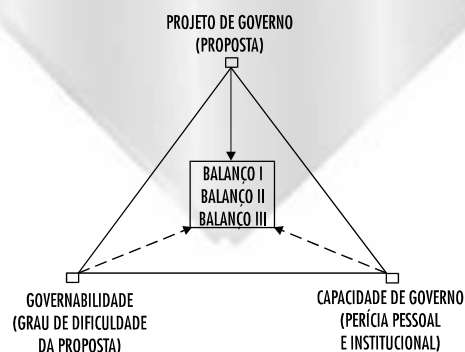 PROJETO DE GOVERNO
(PROPOSTA)
BALANÇO I
BALANÇO II
BALANÇO III
GOVERNABILIDADE
(GRAU DE DIFICULDADE
DA PROPOSTA)
CAPACIDADE DE GOVERNO
(PERÍCIA PESSOAL
E INSTITUCIONAL)